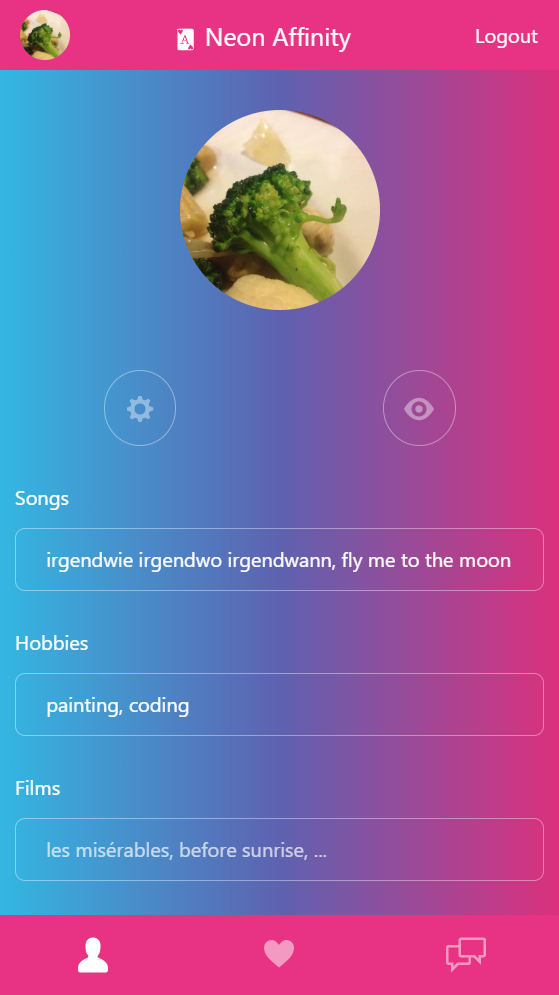 Neon Affinity
Logout
Songs
irgendwie irgendwo irgendwann, fly me to the moon
Hobbies
painting, coding
Films
les misérables, before sunrise, ...